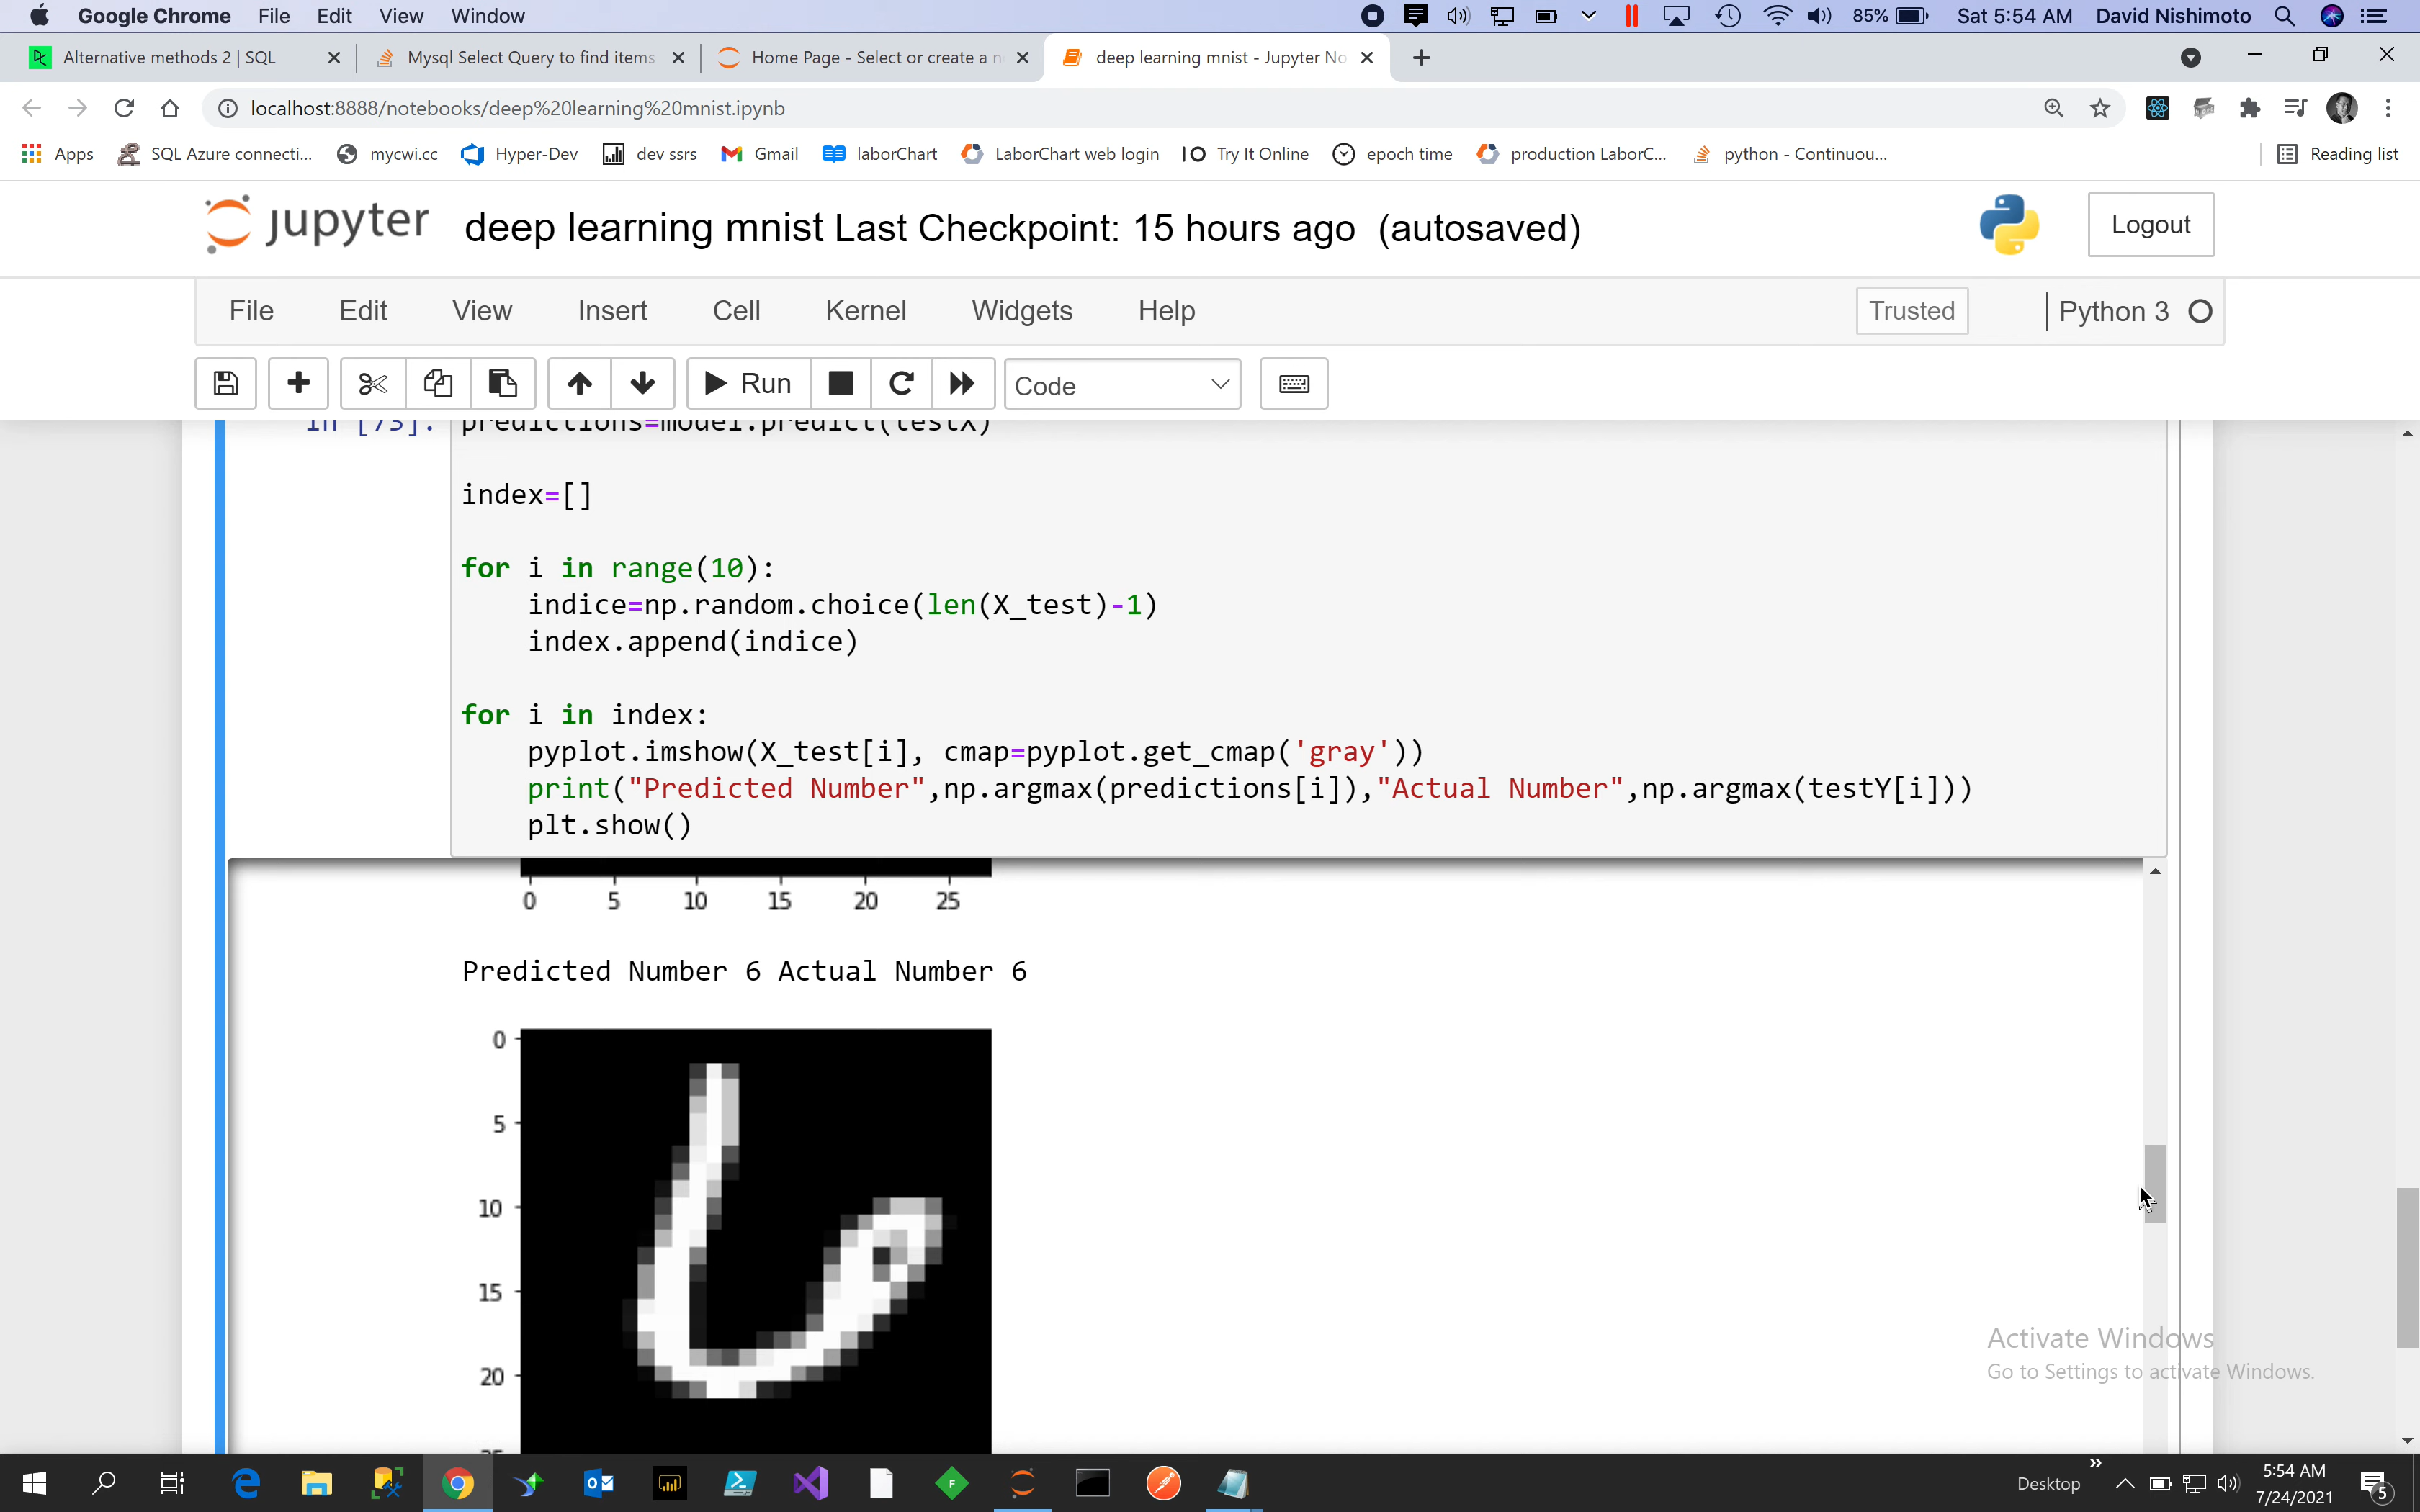 Google Chrome File Edit View Window 85% Sat 5:54 AM David Nishimoto
Alternative methods 2 | SQL Mysql Select Query to find items Home Page - Select or create a n deep learning mnist - Jupyter No
localhost:8888/notebooks/deep%20learning%20mnist.ipynb
Apps SQL Azure connecti... mycwi.cc Hyper-Dev dev ssrs Gmail laborChart LaborChart web login Try It Online epoch time production LaborC... python - Continuou... Reading list
jupyter deep learning mnist Last Checkpoint: 15 hours ago (autosaved) Logout
File Edit View Insert Cell Kernel Widgets Help Trusted Python 3
Run Code
In [73]: predictions=model.predict(testX)
index=[]
for i in range(10):
indice=np.random.choice(len(X_test)-1)
index.append(indice)
for i in index:
pyplot.imshow(X_test[i], cmap=pyplot.get_cmap('gray'))
print("Predicted Number",np.argmax(predictions[i]),"Actual Number",np.argmax(testY[i]))
plt.show()
0 5 10 15 20 25
Predicted Number 6 Actual Number 6
0
5
10
15
20
25
Activate Windows
Go to Settings to activate Windows.
Desktop 5:54 AM
7/24/2021 5